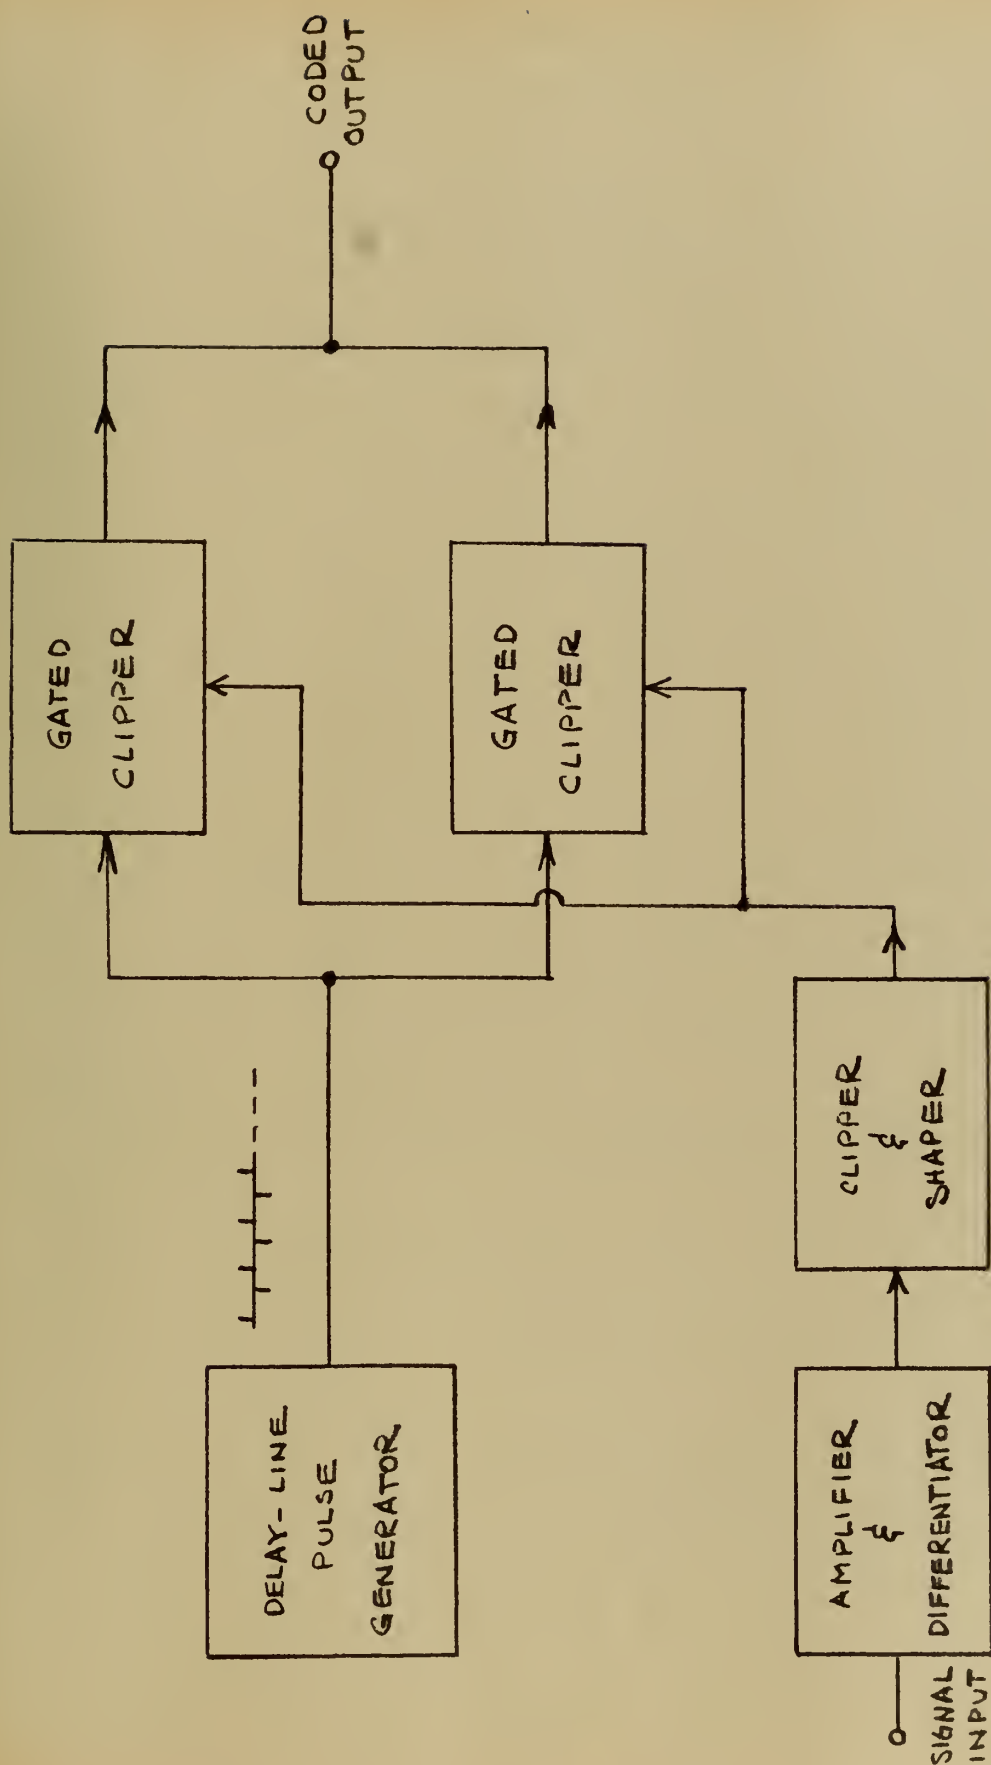 GATED
CLIPPER
CODED
OUTPUT
GATED
CLIPPER
DELAY-LINE
PULSE
GENERATOR
CLIPPER
&
SHAPER
AMPLIFIER
&
DIFFERENTIATOR
SIGNAL
INPUT